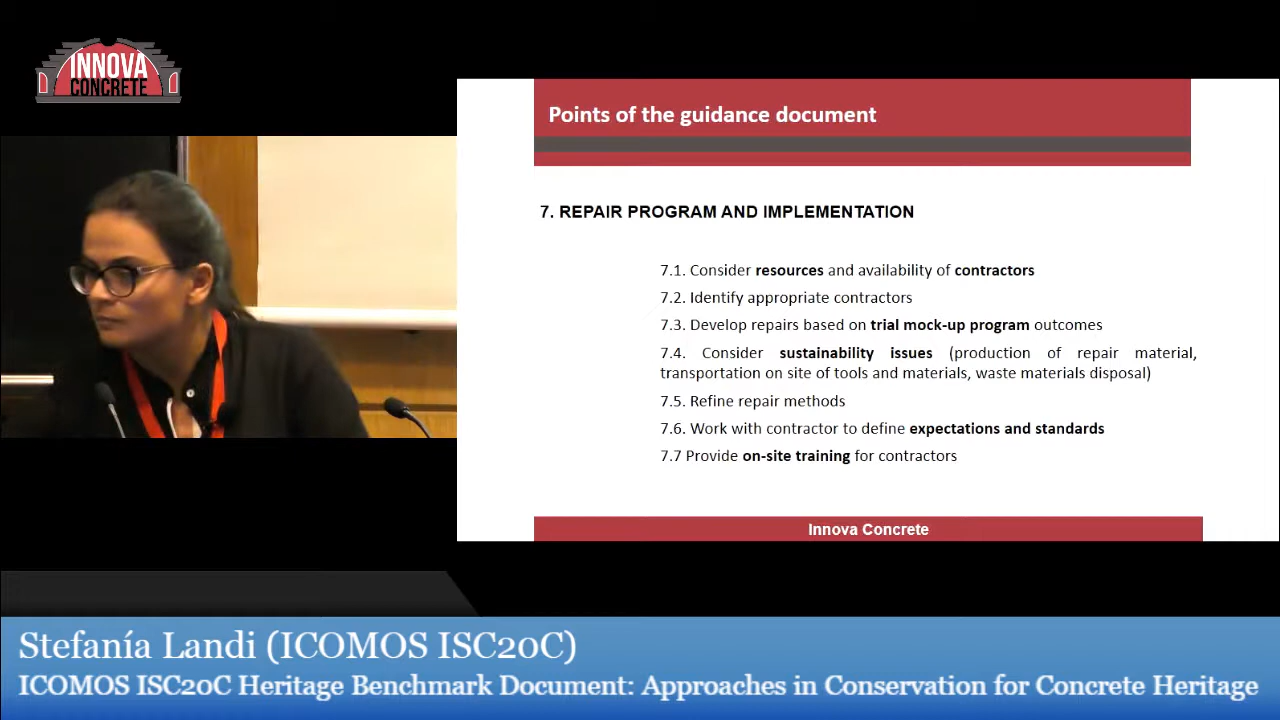 INNOVA
CONCRETE
Points of the guidance document
7. REPAIR PROGRAM AND IMPLEMENTATION
7.1. Consider resources and availability of contractors
7.2. Identify appropriate contractors
7.3. Develop repairs based on trial mock-up program outcomes
7.4. Consider sustainability issues (production of repair material,
transportation on site of tools and materials, waste materials disposal)
7.5. Refine repair methods
7.6. Work with contractor to define expectations and standards
7.7 Provide on-site training for contractors
Innova Concrete
Stefanía Landi (ICOMOS ISC20C)
ICOMOS ISC20C Heritage Benchmark Document: Approaches in Conservation for Concrete Heritage